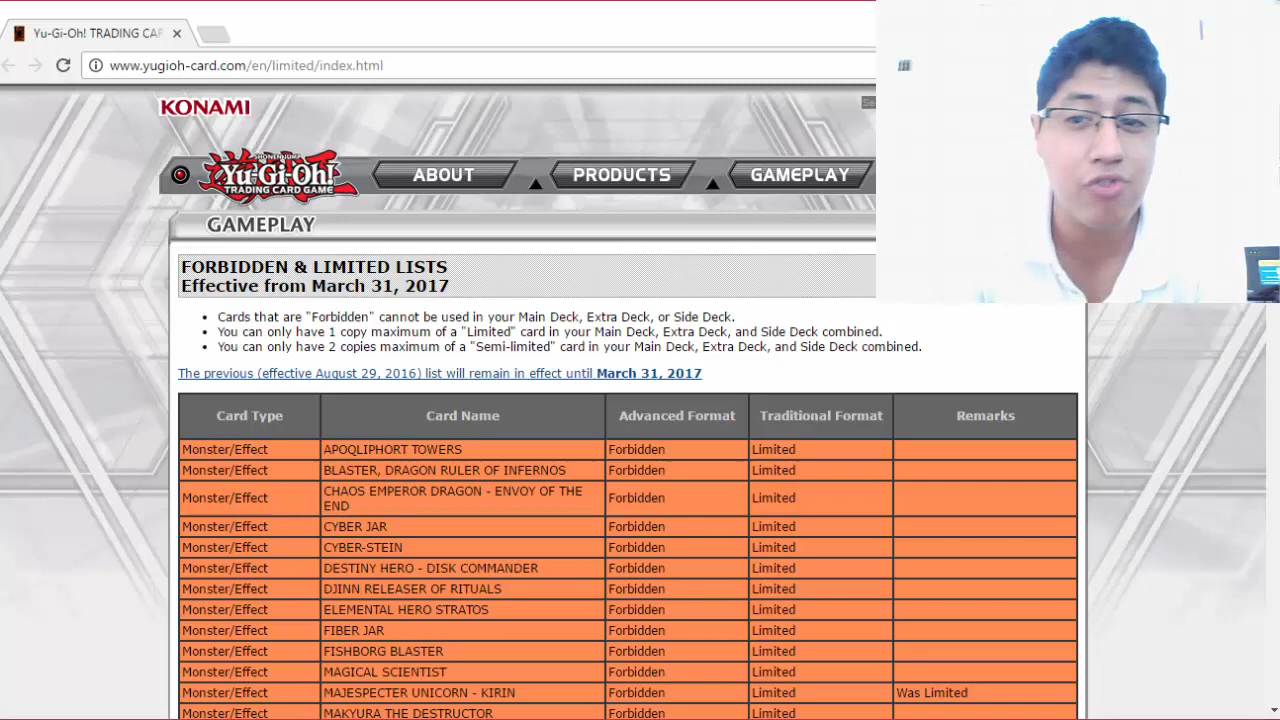 Yu-Gi-Oh! TRADING CAR
www.yugioh-card.com/en/limited/index.html
KONAMI
Se
SHONEN JUMP
Yu-Gi-Oh!
TRADING CARD GAME
ABOUT
PRODUCTS
GAMEPLAY
GAMEPLAY
FORBIDDEN & LIMITED LISTS
Effective from March 31, 2017
Cards that are "Forbidden" cannot be used in your Main Deck, Extra Deck, or Side Deck.
You can only have 1 copy maximum of a "Limited" card in your Main Deck, Extra Deck, and Side Deck combined.
You can only have 2 copies maximum of a "Semi-limited" card in your Main Deck, Extra Deck, and Side Deck combined.
The previous (effective August 29, 2016) list will remain in effect until March 31, 2017
Card Type Card Name Advanced Format Traditional Format Remarks
Monster/Effect APOQLIPHORT TOWERS Forbidden Limited
Monster/Effect BLASTER, DRAGON RULER OF INFERNOS Forbidden Limited
Monster/Effect CHAOS EMPEROR DRAGON - ENVOY OF THE END Forbidden Limited
Monster/Effect CYBER JAR Forbidden Limited
Monster/Effect CYBER-STEIN Forbidden Limited
Monster/Effect DESTINY HERO - DISK COMMANDER Forbidden Limited
Monster/Effect DJINN RELEASER OF RITUALS Forbidden Limited
Monster/Effect ELEMENTAL HERO STRATOS Forbidden Limited
Monster/Effect FIBER JAR Forbidden Limited
Monster/Effect FISHBORG BLASTER Forbidden Limited
Monster/Effect MAGICAL SCIENTIST Forbidden Limited
Monster/Effect MAJESPECTER UNICORN - KIRIN Forbidden Limited Was Limited
Monster/Effect MAKYURA THE DESTRUCTOR Forbidden Limited